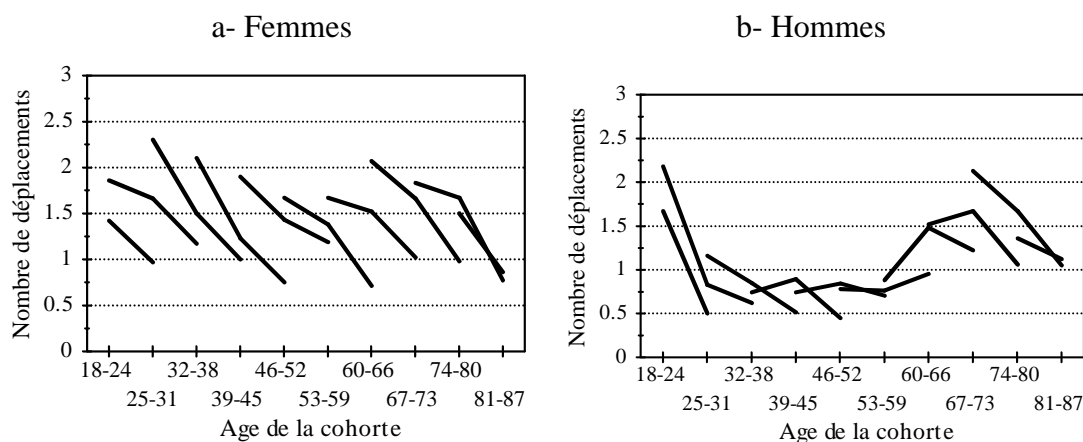 a- Femmes
Nombre de déplacements
3
2.5
2
1.5
1
0.5
0
18-24 32-38 46-52 60-66 74-80
25-31 39-45 53-59 67-73 81-87
Age de la cohorte
b- Hommes
Nombre de déplacements
3
2.5
2
1.5
1
0.5
0
18-24 32-38 46-52 60-66 74-80
25-31 39-45 53-59 67-73 81-87
Age de la cohorte